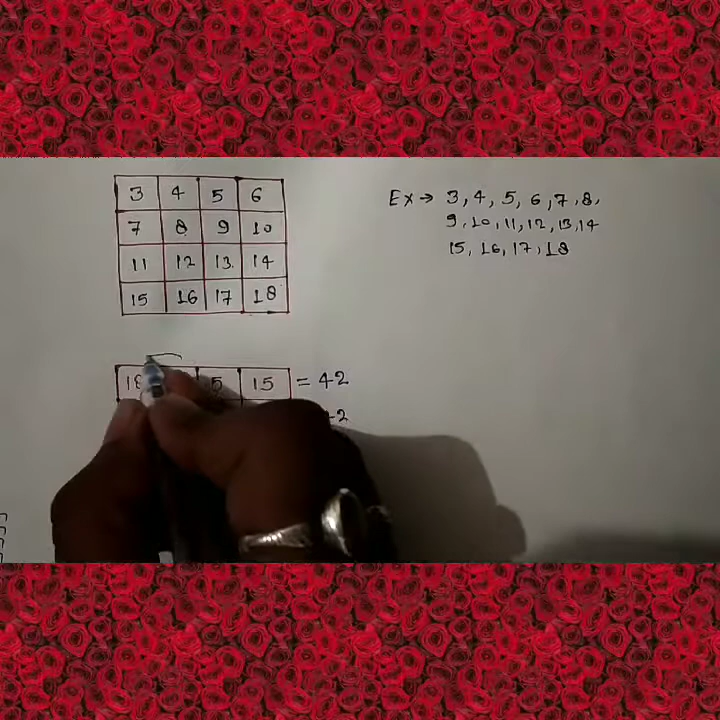 3 4 5 6
7 8 9 10
11 12 13 14
15 16 17 18
Ex → 3, 4, 5, 6, 7, 8,
9, 10, 11, 12, 13, 14
15, 16, 17, 18
5 15 = 42